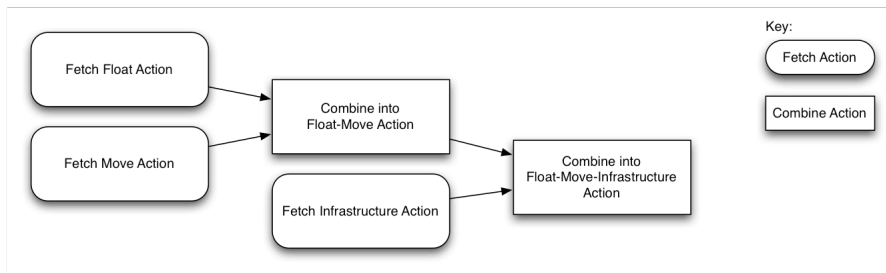 Fetch Float Action
Fetch Move Action
Combine into
Float-Move Action
Fetch Infrastructure Action
Combine into
Float-Move-Infrastructure
Action
Key:
Fetch Action
Combine Action